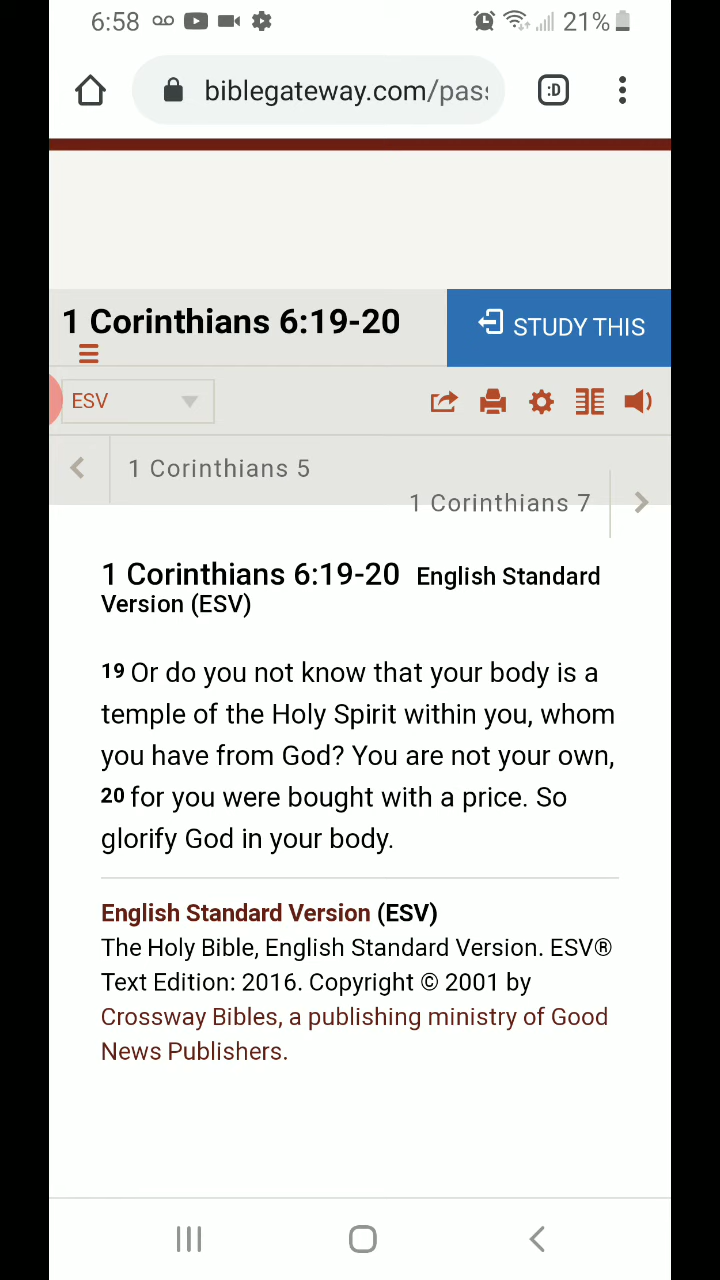 6:58 21%
biblegateway.com/pas
:D
1 Corinthians 6:19-20
STUDY THIS
ESV
1 Corinthians 5
1 Corinthians 7
1 Corinthians 6:19-20 English Standard
Version (ESV)
19 Or do you not know that your body is a
temple of the Holy Spirit within you, whom
you have from God? You are not your own,
20 for you were bought with a price. So
glorify God in your body.
English Standard Version (ESV)
The Holy Bible, English Standard Version. ESV®
Text Edition: 2016. Copyright © 2001 by
Crossway Bibles, a publishing ministry of Good
News Publishers.